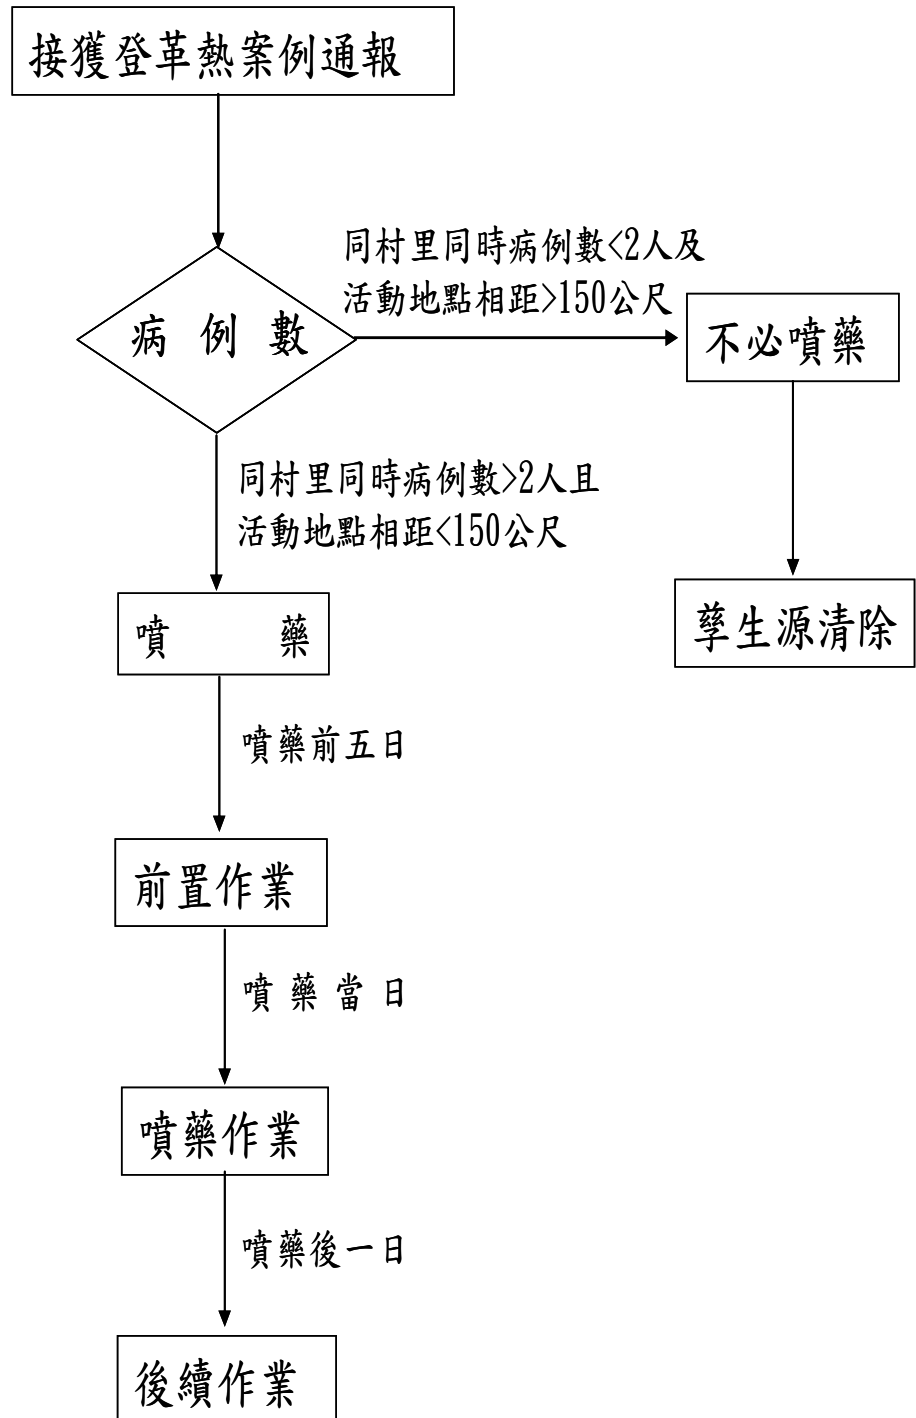 接獲登革熱案例通報
同村里同時病例數<2人及
活動地點相距>150公尺
病例數
不必噴藥
同村里同時病例數>2人且
活動地點相距<150公尺
噴藥
孳生源清除
噴藥前五日
前置作業
噴藥當日
噴藥作業
噴藥後一日
後續作業